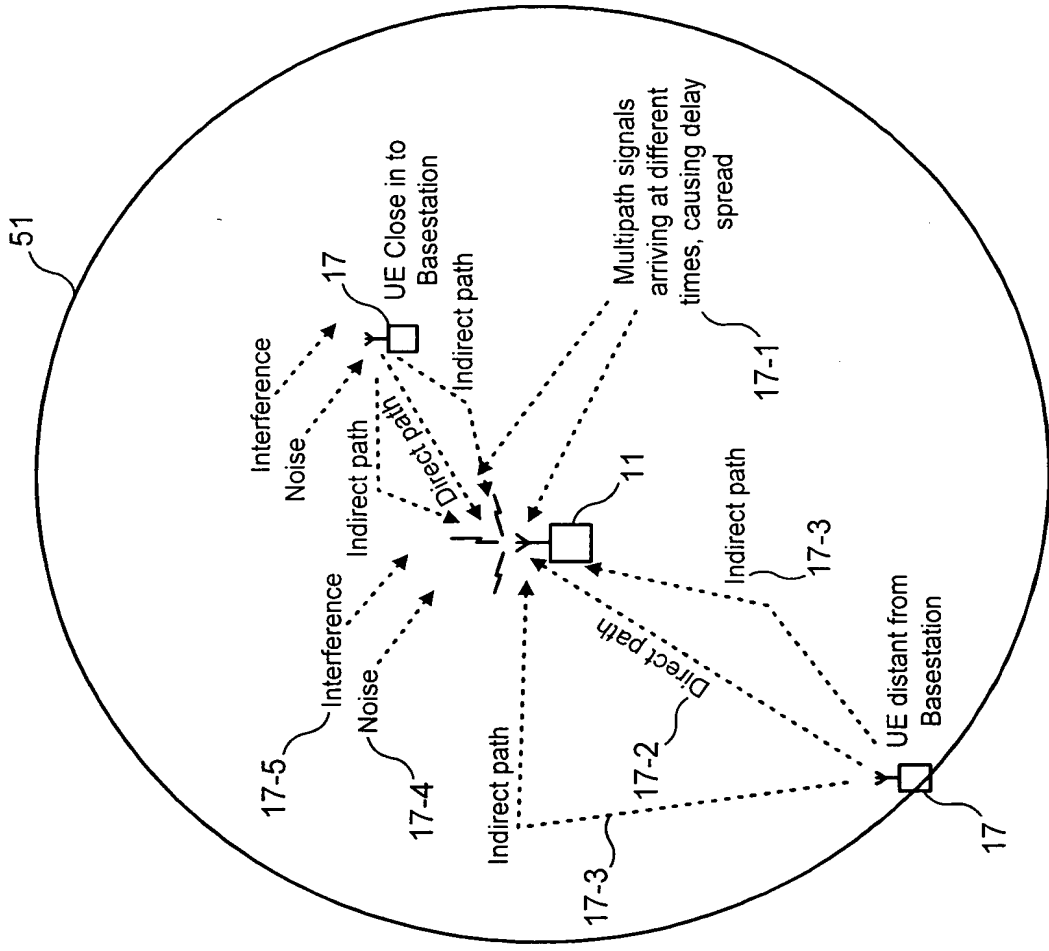 51
Interference
Noise
17
UE Close in to
Basestation
Indirect path
Direct path
Indirect path
17-5
Interference
17-4
Noise
11
Multipath signals
arriving at different
times, causing delay
spread
17-1
Indirect path
17-2
Direct path
Indirect path
17-3
17-3
UE distant from
Basestation
17